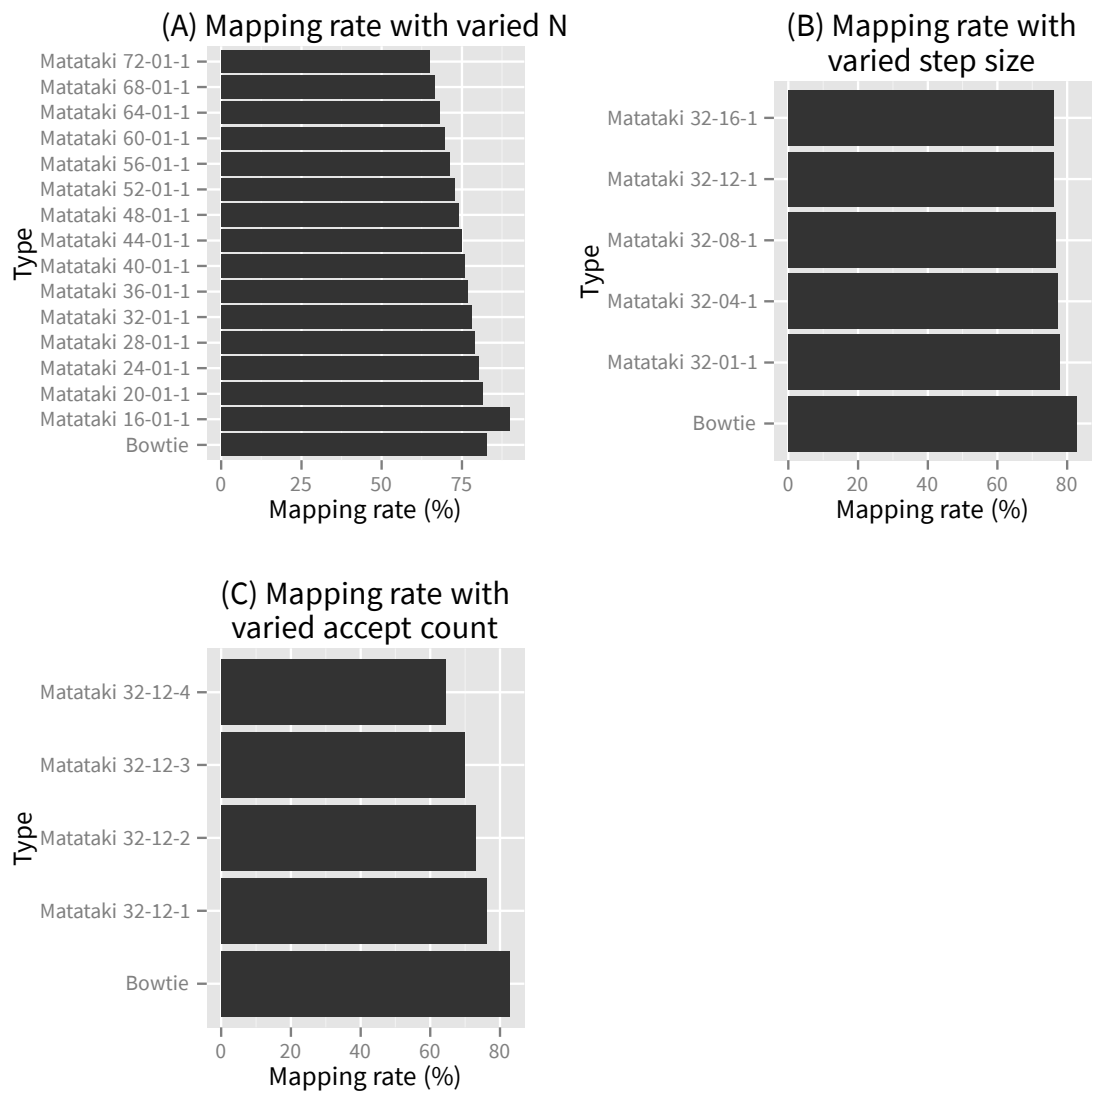 (A) Mapping rate with varied N
Type
Matataki 72-01-1
Matataki 68-01-1
Matataki 64-01-1
Matataki 60-01-1
Matataki 56-01-1
Matataki 52-01-1
Matataki 48-01-1
Matataki 44-01-1
Matataki 40-01-1
Matataki 36-01-1
Matataki 32-01-1
Matataki 28-01-1
Matataki 24-01-1
Matataki 20-01-1
Matataki 16-01-1
Bowtie
0 25 50 75
Mapping rate (%)
(B) Mapping rate with
varied step size
Type
Matataki 32-16-1
Matataki 32-12-1
Matataki 32-08-1
Matataki 32-04-1
Matataki 32-01-1
Bowtie
0 20 40 60 80
Mapping rate (%)
(C) Mapping rate with
varied accept count
Type
Matataki 32-12-4
Matataki 32-12-3
Matataki 32-12-2
Matataki 32-12-1
Bowtie
0 20 40 60 80
Mapping rate (%)